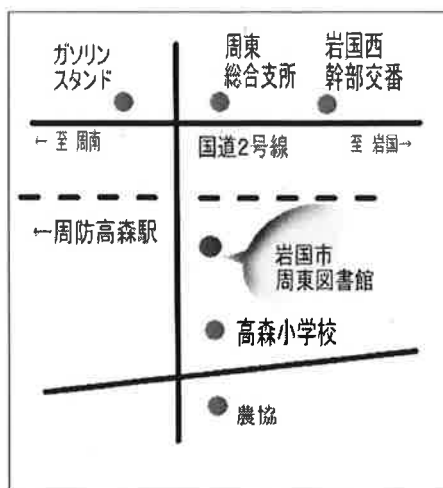 ガソリン
スタンド
周東
総合支所
岩国西
幹部交番
← 至 周南
国道2号線
至 岩国→
←周防高森駅
岩国市
周東図書館
高森小学校
農協